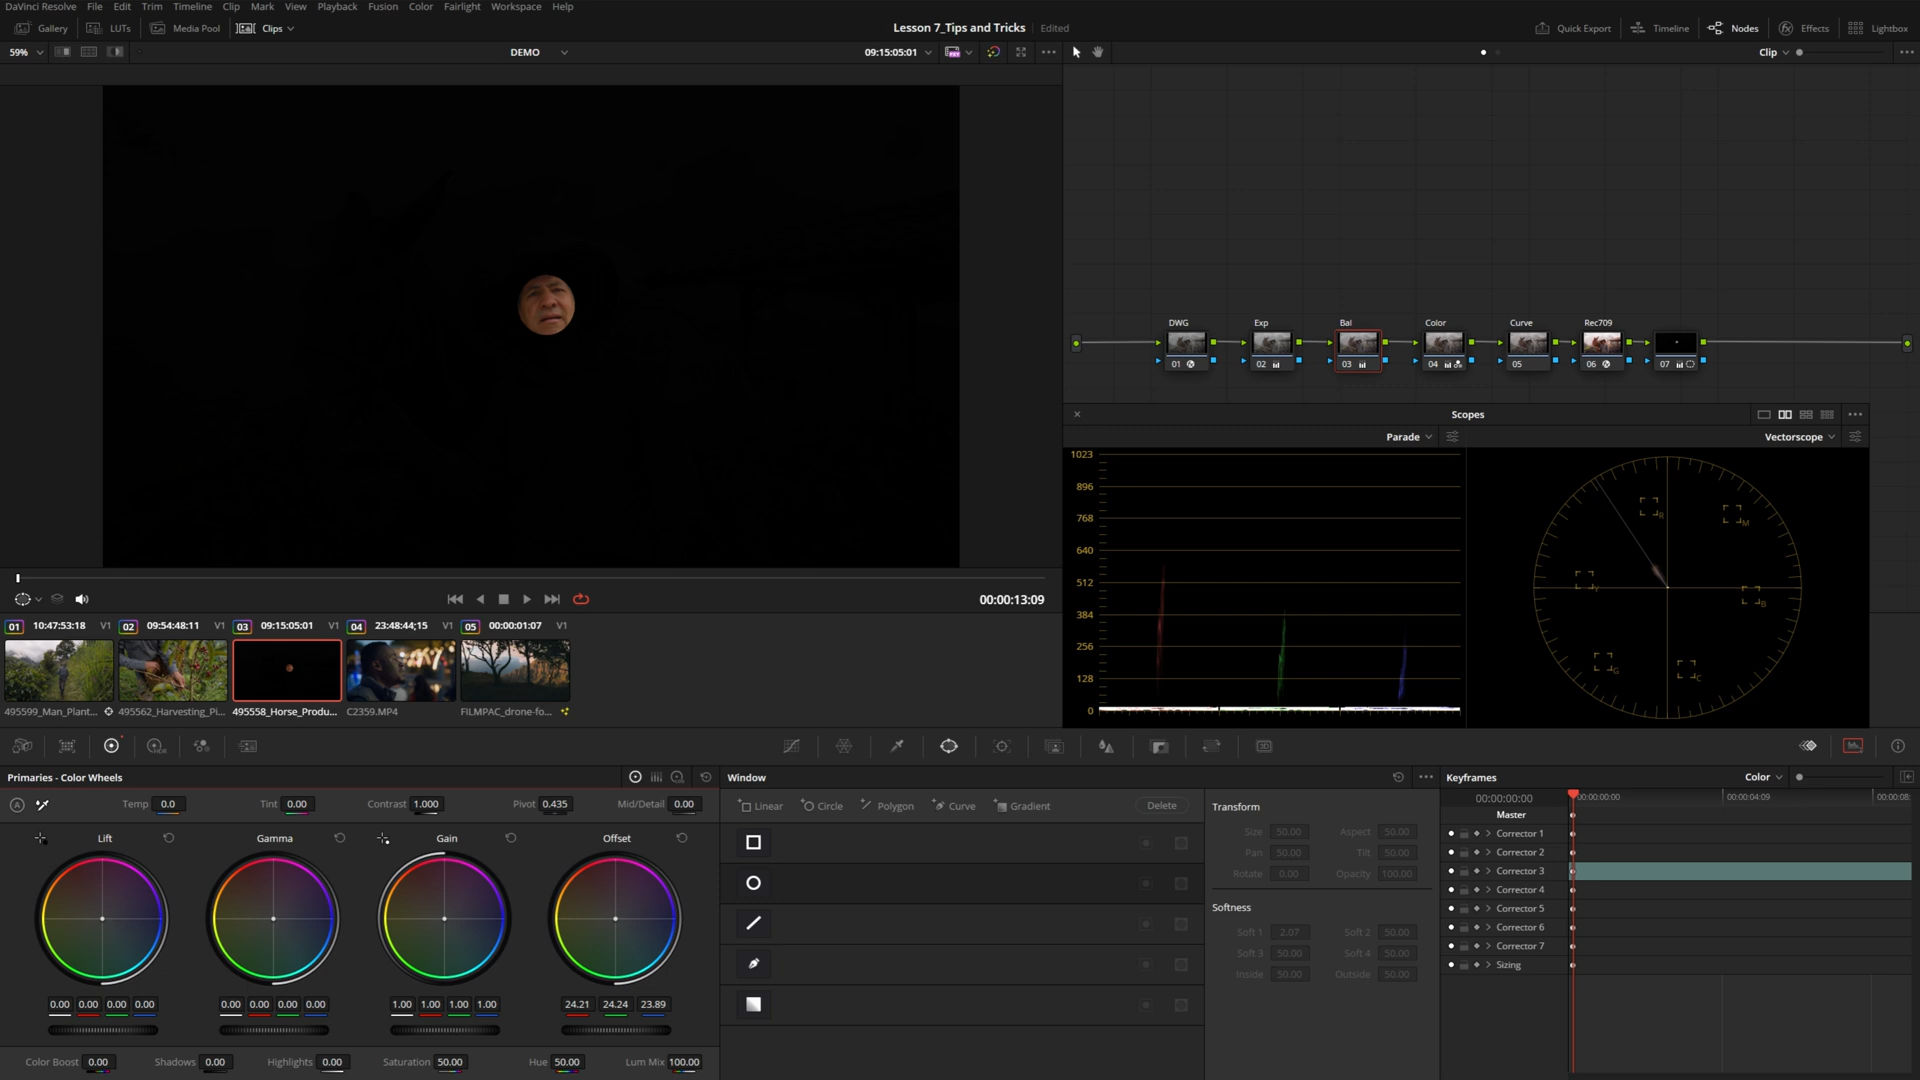 DaVinci Resolve File Edit Trim Timeline Clip Mark View Playback Fusion Color Fairlight Workspace Help
Gallery LUTs Media Pool Clips Lesson 7_Tips and Tricks Edited Quick Export Timeline Nodes Effects Lightbox
59% DEMO 09:15:05:01 Clip
DWG Exp Bal Color Curve Rec709
01 02 03 04 05 06 07
Scopes
Parade Vectorscope
1023
896
768
640
512
384
256
128
0
R M Y B G C
00:00:13:09
01 10:47:53:18 V1 02 09:54:48:11 V1 03 09:15:05:01 V1 04 23:48:44;15 V1 05 00:00:01:07 V1
495599_Man_Plant... 495562_Harvesting_Pi... 495558_Horse_Produ... C2359.MP4 FILMPAC_drone-fo...
HDR 3D
Primaries - Color Wheels
A Temp 0.0 Tint 0.00 Contrast 1.000 Pivot 0.435 Mid/Detail 0.00
Lift Gamma Gain Offset
0.00 0.00 0.00 0.00 0.00 0.00 0.00 0.00 1.00 1.00 1.00 1.00 24.21 24.24 23.89
Color Boost 0.00 Shadows 0.00 Highlights 0.00 Saturation 50.00 Hue 50.00 Lum Mix 100.00
Window
Linear Circle Polygon Curve Gradient Delete
Transform
Size 50.00 Aspect 50.00
Pan 50.00 Tilt 50.00
Rotate 0.00 Opacity 100.00
Softness
Soft 1 2.07 Soft 2 50.00
Soft 3 50.00 Soft 4 50.00
Inside 50.00 Outside 50.00
Keyframes Color
00:00:00:00 00:00:00:00 00:00:04:09 00:00:08:
Master
Corrector 1
Corrector 2
Corrector 3
Corrector 4
Corrector 5
Corrector 6
Corrector 7
Sizing